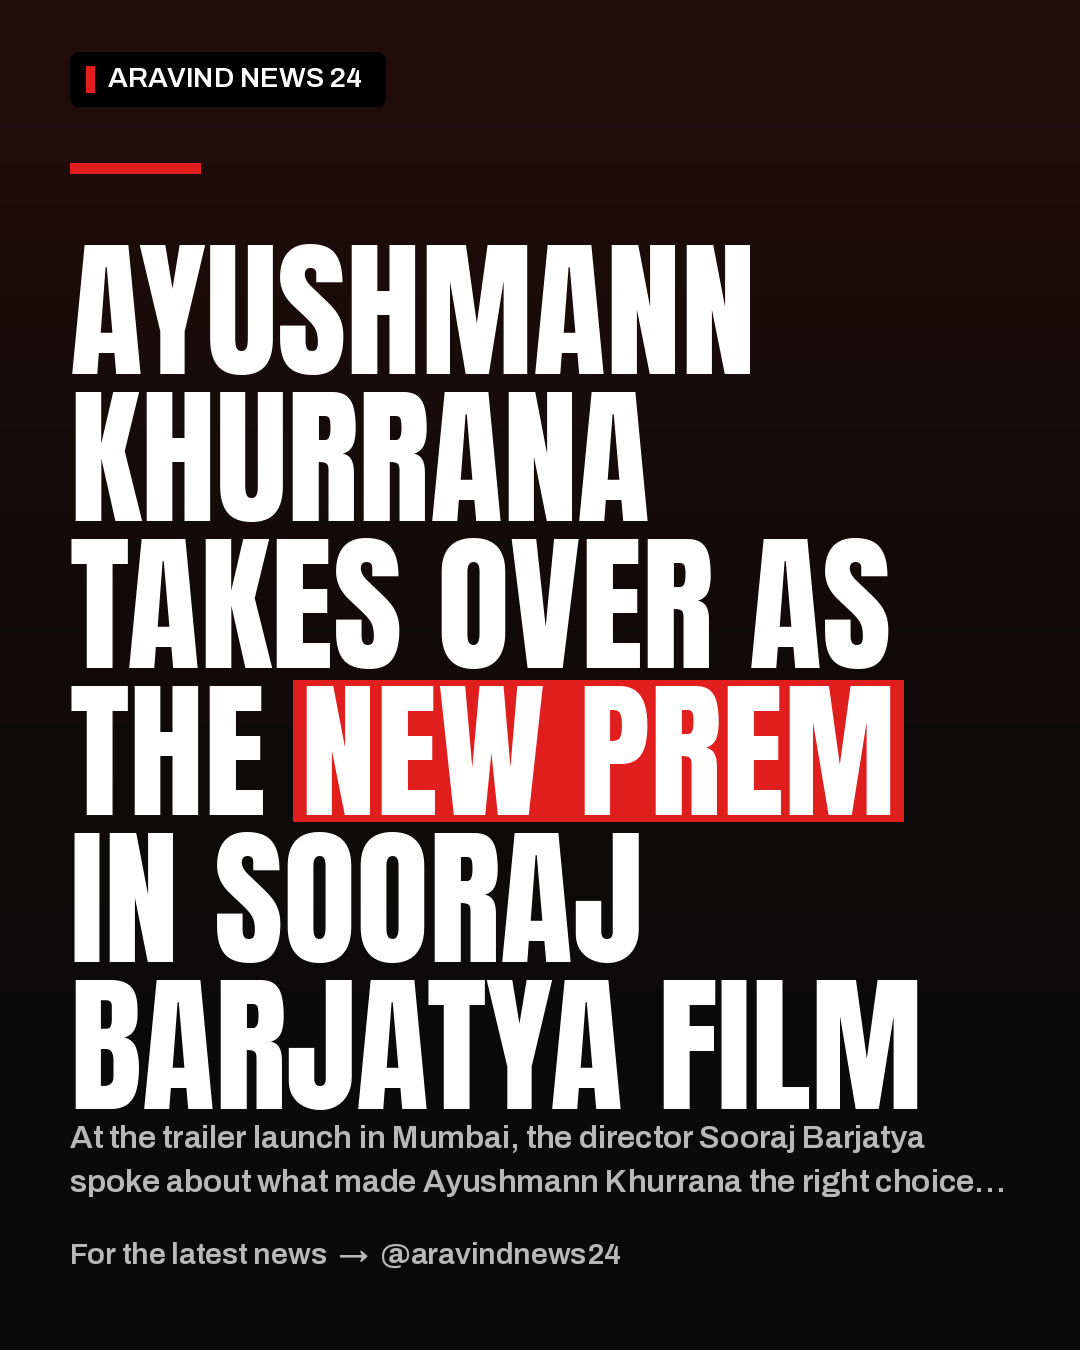 ARAVIND NEWS 24
AYUSHMANN
KHURRANA
TAKES OVER AS
THE NEW PREM
IN SOORAJ
BARJATYA FILM
At the trailer launch in Mumbai, the director Sooraj Barjatya
spoke about what made Ayushmann Khurrana the right choice...
For the latest news → @aravindnews24